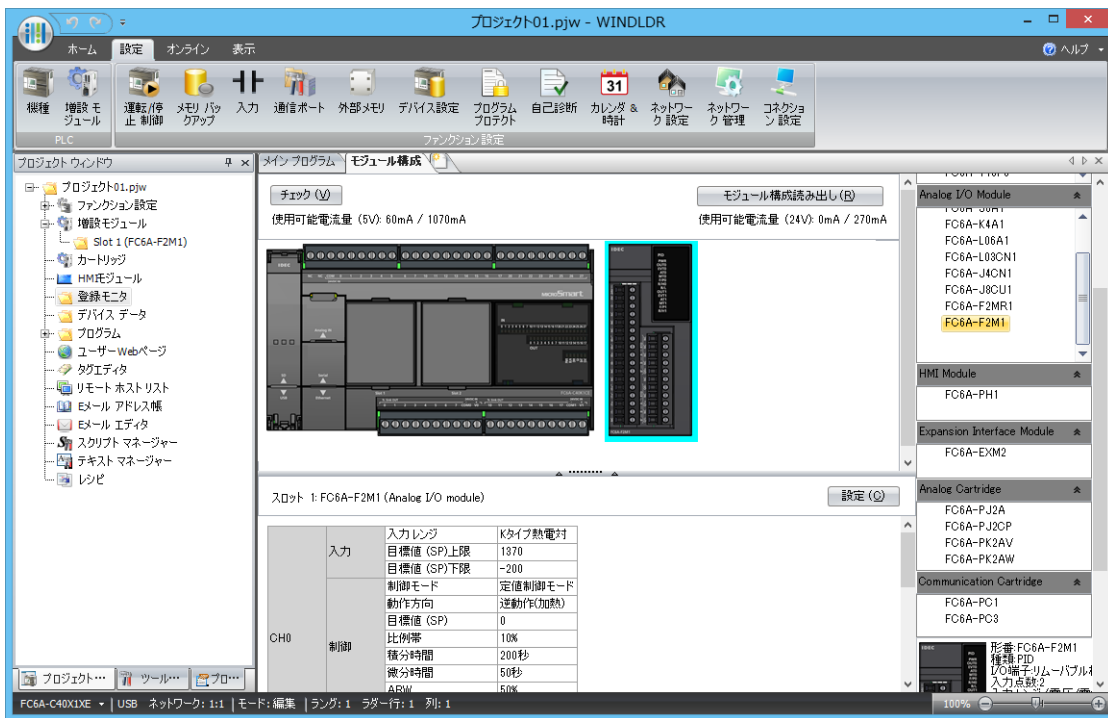 プロジェクト01.pjw - WINDLDR
ホーム 設定 オンライン 表示 ヘルプ
機種 増設 モジュール 運転/停止 制御 メモリ バックアップ 入力 通信ポート 外部メモリ デバイス設定 プログラム プロテクト 自己診断 カレンダ & 時計 ネットワーク 設定 ネットワーク 管理 コネクション 設定
31
PLC ファンクション設定
プロジェクト ウィンドウ
メイン プログラム モジュール構成
プロジェクト01.pjw
ファンクション設定
増設モジュール
Slot 1 (FC6A-F2M1)
カートリッジ
HMIモジュール
登録モニタ
デバイス データ
プログラム
ユーザーWebページ
タグエディタ
リモート ホスト リスト
Eメール アドレス帳
Eメール エディタ
スクリプト マネージャー
テキスト マネージャー
レシピ
プロジェクト… ツール… プロ…
チェック (V) モジュール構成読み出し(R)
使用可能電流量 (5V): 60mA / 1070mA 使用可能電流量 (24V): 0mA / 270mA
スロット 1: FC6A-F2M1 (Analog I/O module) 設定 (C)
CH0
入力
入力レンジ Kタイプ熱電対
目標値 (SP)上限 1370
目標値 (SP)下限 -200
制御
制御モード 定値制御モード
動作方向 逆動作(加熱)
目標値 (SP) 0
比例帯 10%
積分時間 200秒
微分時間 50秒
ARW 50%
Analog I/O Module
FC6A-K4A1
FC6A-L06A1
FC6A-L03CN1
FC6A-J4CN1
FC6A-J8CU1
FC6A-F2MR1
FC6A-F2M1
HMI Module
FC6A-PH1
Expansion Interface Module
FC6A-EXM2
Analog Cartridge
FC6A-PJ2A
FC6A-PJ2CP
FC6A-PK2AV
FC6A-PK2AW
Communication Cartridge
FC6A-PC1
FC6A-PC3
形番:FC6A-F2M1
種類:PID
I/O端子:リムーバブル
入力点数:2
FC6A-C40X1XE USB ネットワーク: 1:1 モード: 編集 ラング: 1 ラダー行: 1 列: 1 100%